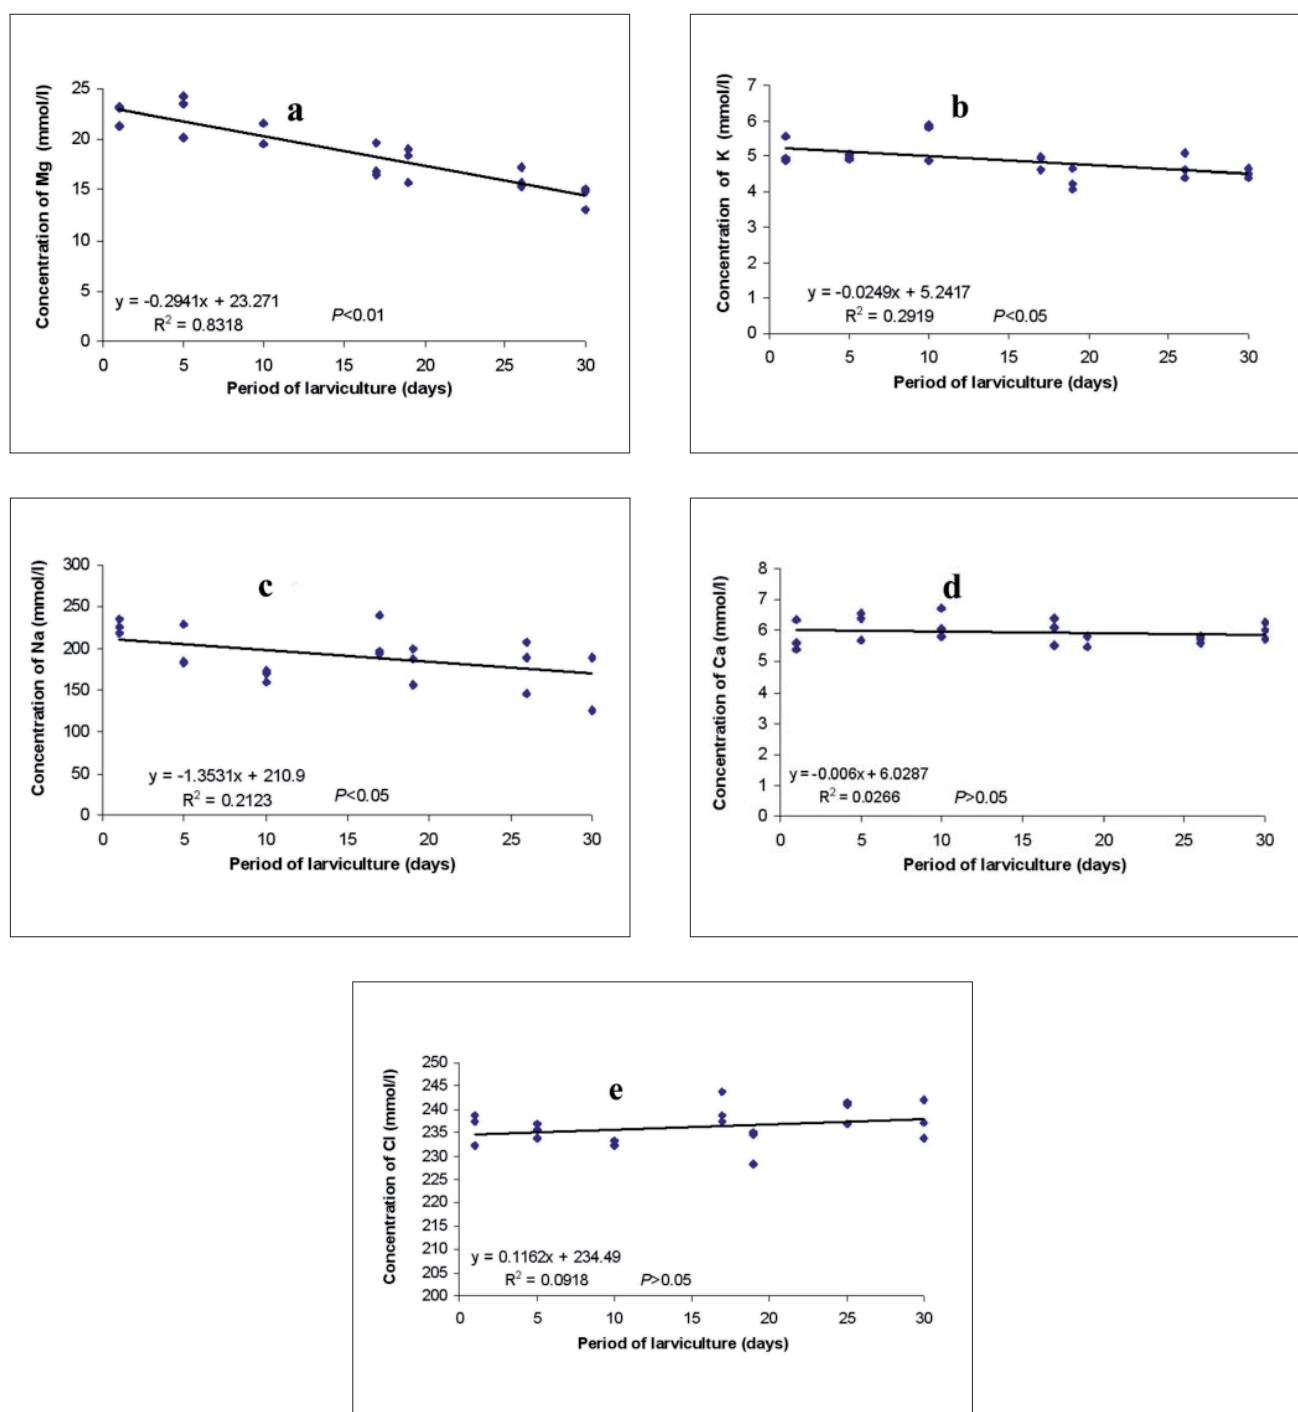 a
Concentration of Mg (mmol/l)
25
20
15
10
5
0
y = -0.2941x + 23.271
R² = 0.8318 P<0.01
0 5 10 15 20 25 30
Period of larviculture (days)
b
Concentration of K (mmol/l)
7
6
5
4
3
2
1
0
y = -0.0249x + 5.2417
R² = 0.2919 P<0.05
0 5 10 15 20 25 30
Period of larviculture (days)
c
Concentration of Na (mmol/l)
300
250
200
150
100
50
0
y = -1.3531x + 210.9
R² = 0.2123 P<0.05
0 5 10 15 20 25 30
Period of larviculture (days)
d
Concentration of Ca (mmol/l)
8
7
6
5
4
3
2
1
0
y = -0.006x + 6.0287
R² = 0.0266 P>0.05
0 5 10 15 20 25 30
Period of larviculture (days)
e
Concentration of Cl (mmol/l)
250
245
240
235
230
225
220
215
210
205
200
y = 0.1162x + 234.49
R² = 0.0918 P>0.05
0 5 10 15 20 25 30
Period of larviculture (days)